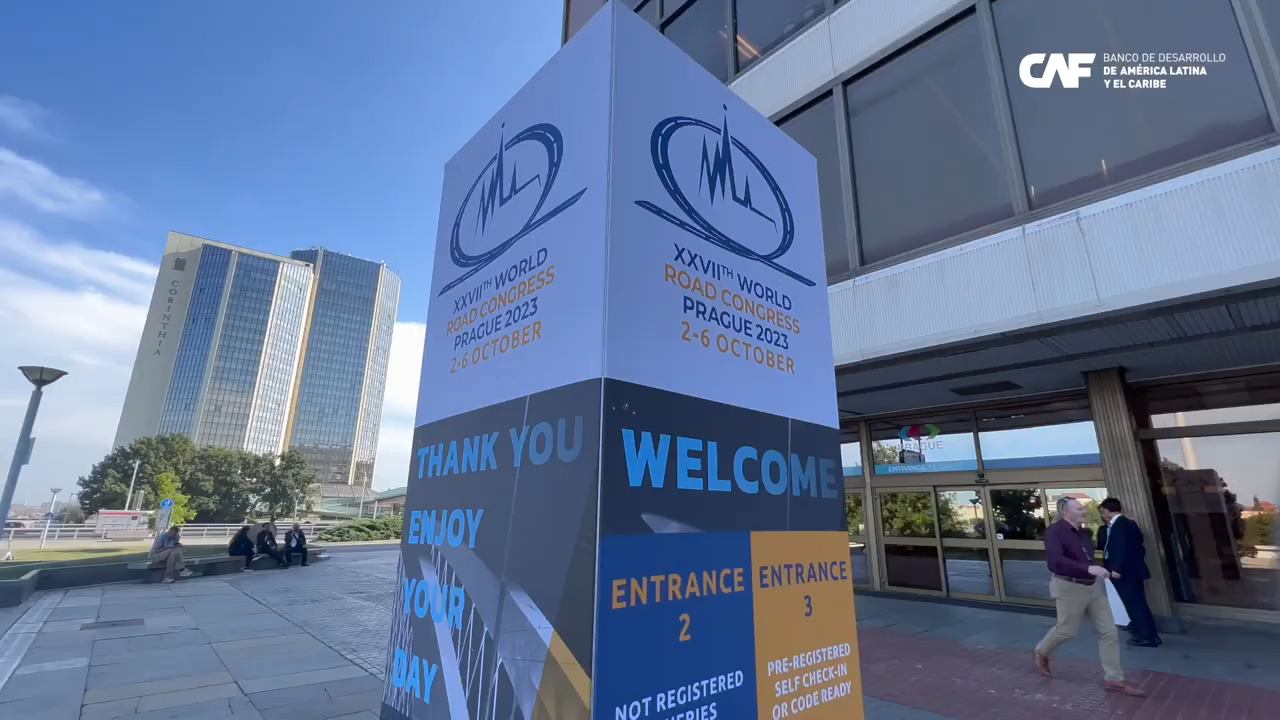 CAF
BANCO DE DESARROLLO
DE AMÉRICA LATINA
Y EL CARIBE
CORINTHIA
XXVIITH WORLD
ROAD CONGRESS
PRAGUE 2023
2-6 OCTOBER
THANK YOU
ENJOY
YOUR
DAY
XXVIITH WORLD
ROAD CONGRESS
PRAGUE 2023
2-6 OCTOBER
WELCOME
ENTRANCE
2
NOT REGISTERED
ENTRANCE
3
PRE-REGISTERED
SELF CHECK-IN
OR CODE READY
PRAGUE
ENTRANCE